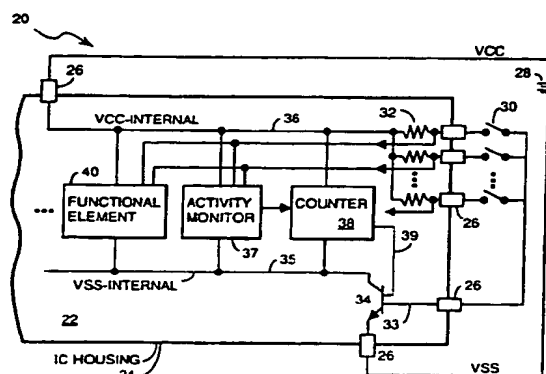 20
VCC
26
28
32
30
VCC-INTERNAL
36
40
FUNCTIONAL
ELEMENT
ACTIVITY
MONITOR
COUNTER
38
37
26
39
35
VSS-INTERNAL
34
26
33
22
26
IC HOUSING
VSS